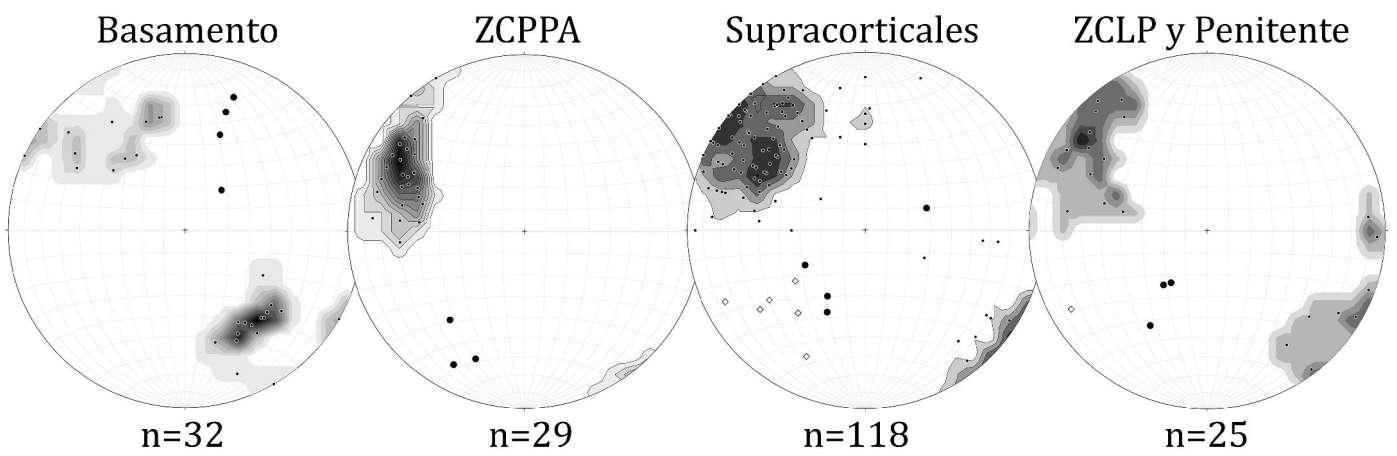 Basamento ZCPPA Supracorticales ZCLP y Penitente
n=32 n=29 n=118 n=25